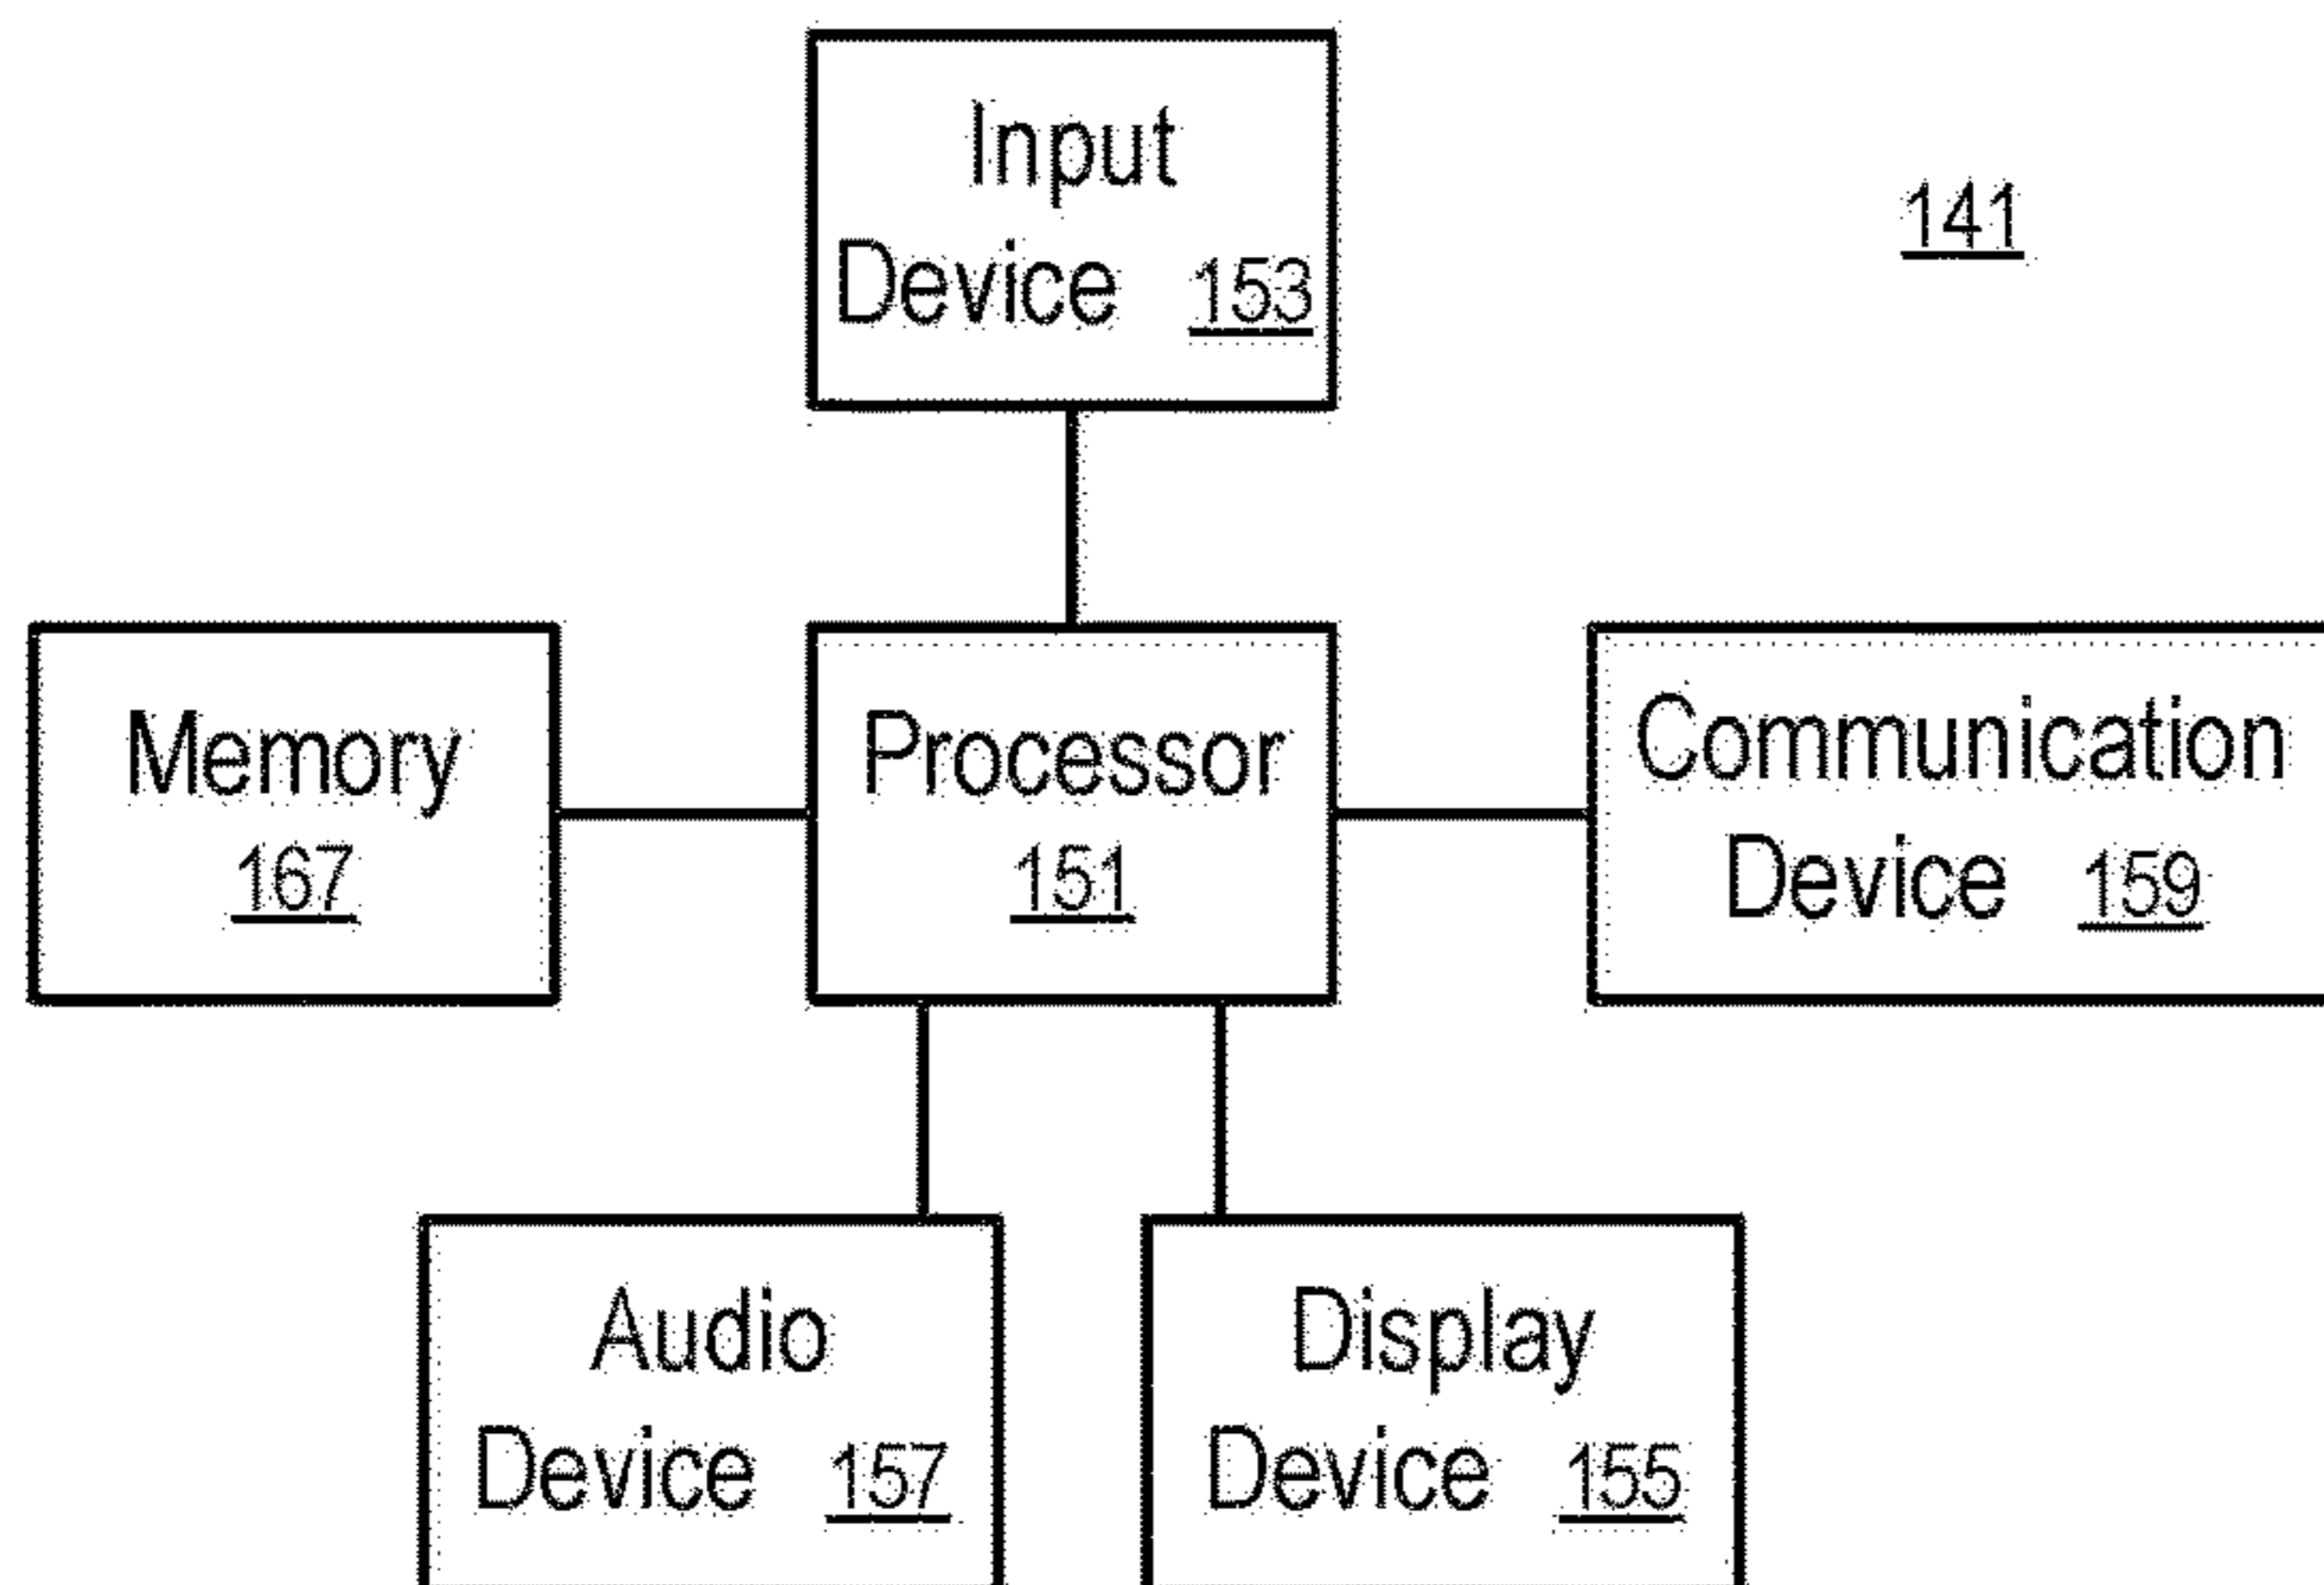 Input
Device 153
141
Memory
167
Processor
151
Communication
Device 159
Audio
Device 157
Display
Device 155